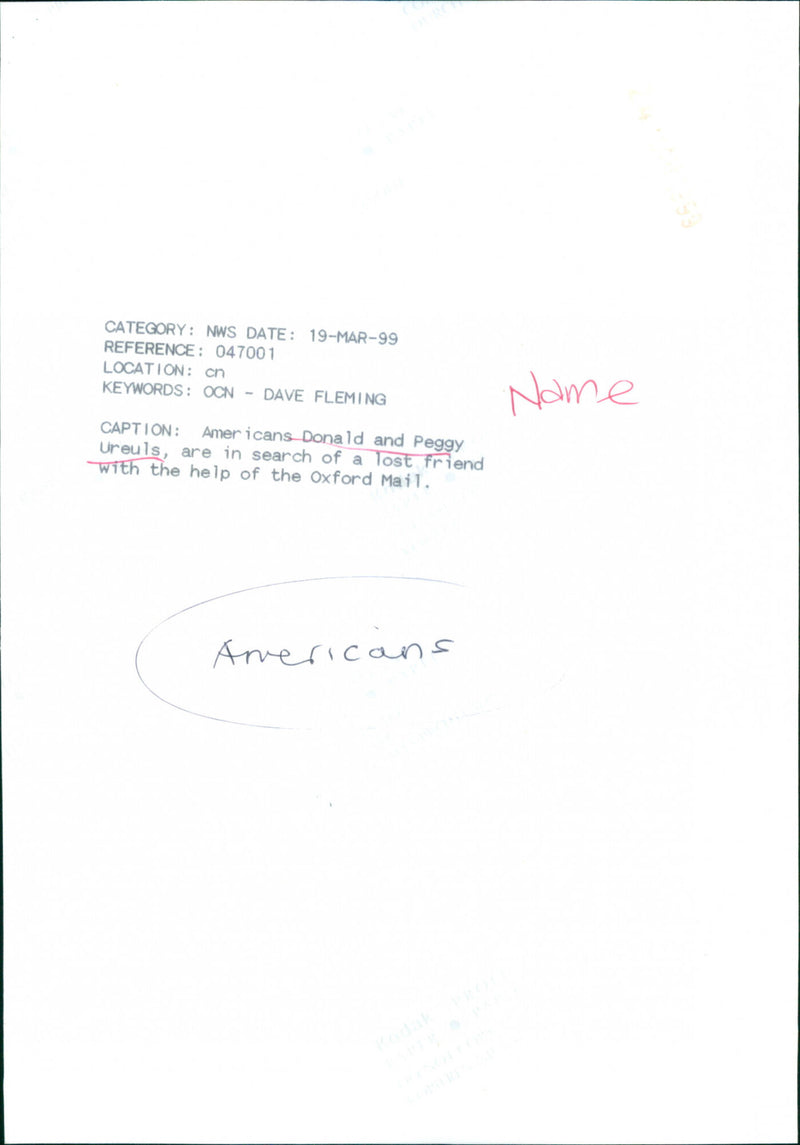 CATEGORY: NWS DATE: 19-MAR-99
REFERENCE: 047001
LOCATION: cn
KEYWORDS: OCN - DAVE FLEMING
Name
CAPTION: Americans Donald and Peggy
Ureuls, are in search of a lost friend
with the help of the Oxford Mail.
Americans
Kodak